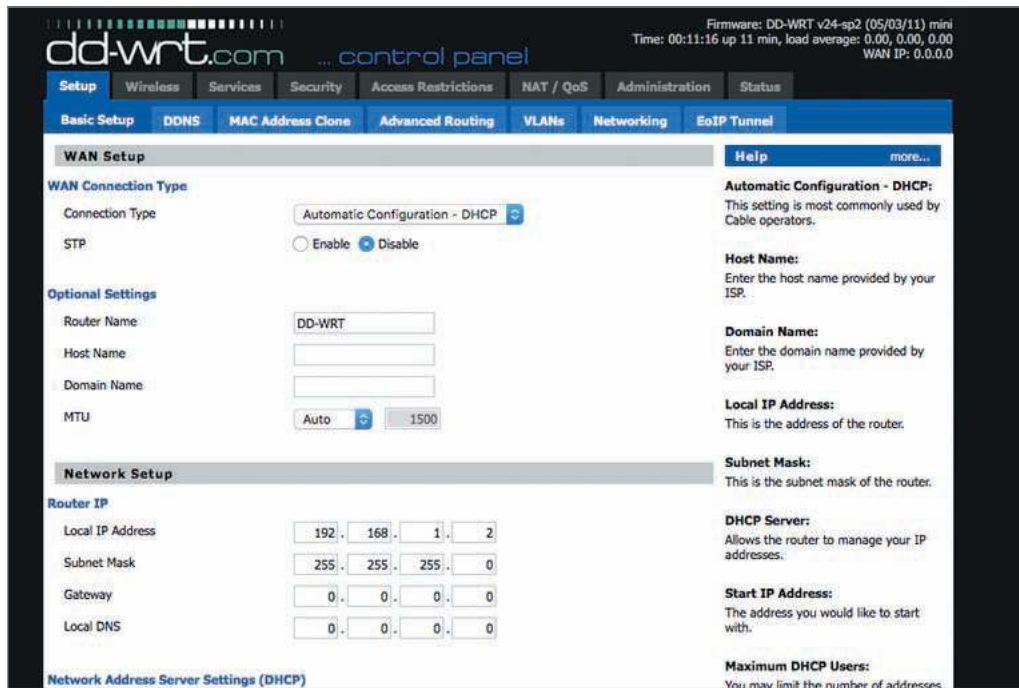 Firmware: DD-WRT v24-sp2 (05/03/11) mini
Time: 00:11:16 up 11 min, load average: 0.00, 0.00, 0.00
WAN IP: 0.0.0.0
dd-wrt.com ... control panel
Setup Wireless Services Security Access Restrictions NAT / QoS Administration Status
Basic Setup DDNS MAC Address Clone Advanced Routing VLANs Networking EoIP Tunnel
WAN Setup
WAN Connection Type
Connection Type Automatic Configuration - DHCP
STP Enable Disable
Optional Settings
Router Name DD-WRT
Host Name
Domain Name
MTU Auto 1500
Network Setup
Router IP
Local IP Address 192 . 168 . 1 . 2
Subnet Mask 255 . 255 . 255 . 0
Gateway 0 . 0 . 0 . 0
Local DNS 0 . 0 . 0 . 0
Network Address Server Settings (DHCP)
Help more...
Automatic Configuration - DHCP:
This setting is most commonly used by
Cable operators.
Host Name:
Enter the host name provided by your
ISP.
Domain Name:
Enter the domain name provided by
your ISP.
Local IP Address:
This is the address of the router.
Subnet Mask:
This is the subnet mask of the router.
DHCP Server:
Allows the router to manage your IP
addresses.
Start IP Address:
The address you would like to start
with.
Maximum DHCP Users:
You may limit the number of addresses